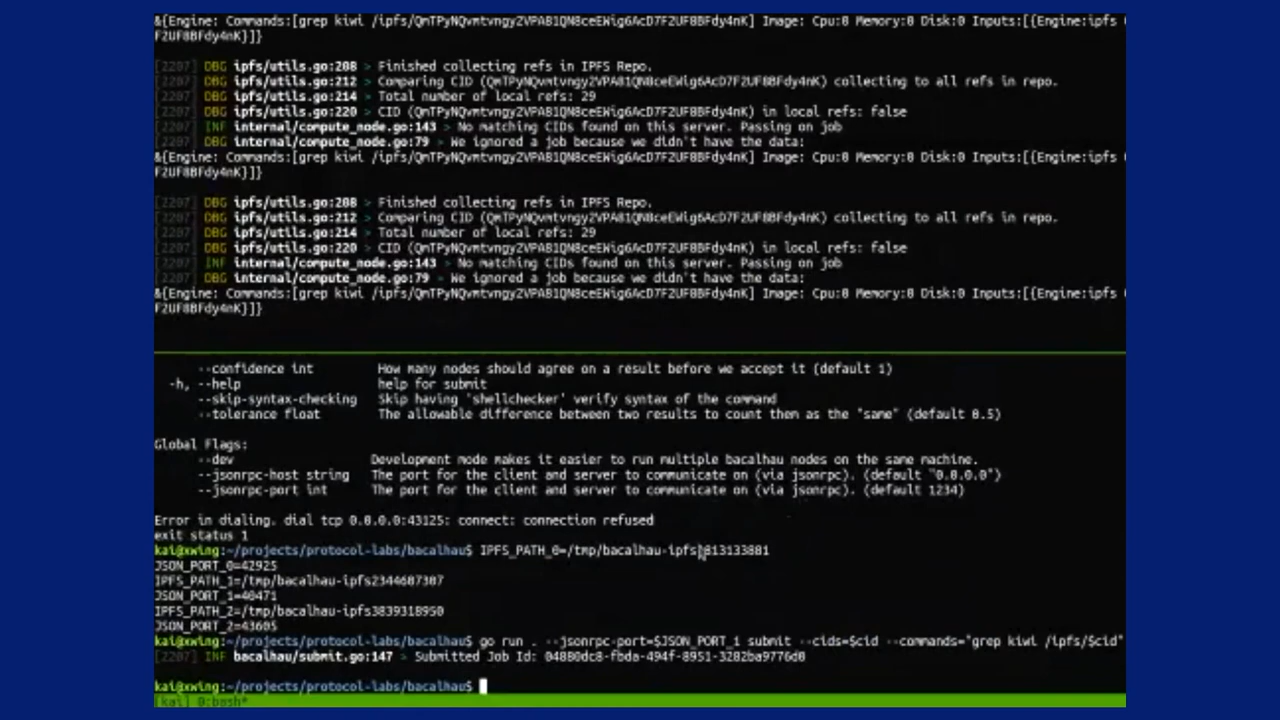 &{Engine: Commands:[grep kiwi /ipfs/QmTPyNQvmtvngy2VPA81QN8ceEWig6AcD7F2UF8BFdy4nK] Image: Cpu:0 Memory:0 Disk:0 Inputs:[{Engine:ipfs
F2UF8BFdy4nK}]}
[2207] DBG ipfs/utils.go:208 > Finished collecting refs in IPFS Repo.
[2207] DBG ipfs/utils.go:212 > Comparing CID (QmTPyNQvmtvngy2VPA81QN8ceEWig6AcD7F2UF8BFdy4nK) collecting to all refs in repo.
[2207] DBG ipfs/utils.go:214 > Total number of local refs: 29
[2207] DBG ipfs/utils.go:220 > CID (QmTPyNQvmtvngy2VPA81QN8ceEWig6AcD7F2UF8BFdy4nK) in local refs: false
[2207] INF internal/compute_node.go:143 > No matching CIDs found on this server. Passing on job
[2207] DBG internal/compute_node.go:79 > We ignored a job because we didn't have the data:
&{Engine: Commands:[grep kiwi /ipfs/QmTPyNQvmtvngy2VPA81QN8ceEWig6AcD7F2UF8BFdy4nK] Image: Cpu:0 Memory:0 Disk:0 Inputs:[{Engine:ipfs
F2UF8BFdy4nK}]}
[2207] DBG ipfs/utils.go:208 > Finished collecting refs in IPFS Repo.
[2207] DBG ipfs/utils.go:212 > Comparing CID (QmTPyNQvmtvngy2VPA81QN8ceEWig6AcD7F2UF8BFdy4nK) collecting to all refs in repo.
[2207] DBG ipfs/utils.go:214 > Total number of local refs: 29
[2207] DBG ipfs/utils.go:220 > CID (QmTPyNQvmtvngy2VPA81QN8ceEWig6AcD7F2UF8BFdy4nK) in local refs: false
[2207] INF internal/compute_node.go:143 > No matching CIDs found on this server. Passing on job
[2207] DBG internal/compute_node.go:79 > We ignored a job because we didn't have the data:
&{Engine: Commands:[grep kiwi /ipfs/QmTPyNQvmtvngy2VPA81QN8ceEWig6AcD7F2UF8BFdy4nK] Image: Cpu:0 Memory:0 Disk:0 Inputs:[{Engine:ipfs
F2UF8BFdy4nK}]}
--confidence int How many nodes should agree on a result before we accept it (default 1)
-h, --help help for submit
--skip-syntax-checking Skip having 'shellchecker' verify syntax of the command
--tolerance float The allowable difference between two results to count them as the "same" (default 0.5)
Global Flags:
--dev Development mode makes it easier to run multiple bacalhau nodes on the same machine.
--jsonrpc-host string The port for the client and server to communicate on (via jsonrpc). (default "0.0.0.0")
--jsonrpc-port int The port for the client and server to communicate on (via jsonrpc). (default 1234)
Error in dialing. dial tcp 0.0.0.0:43125: connect: connection refused
exit status 1
kai@xwing:~/projects/protocol-labs/bacalhau$ IPFS_PATH_0=/tmp/bacalhau-ipfs1813133881
JSON_PORT_0=42925
IPFS_PATH_1=/tmp/bacalhau-ipfs2344607307
JSON_PORT_1=40471
IPFS_PATH_2=/tmp/bacalhau-ipfs3839318950
JSON_PORT_2=43605
kai@xwing:~/projects/protocol-labs/bacalhau$ go run . --jsonrpc-port=$JSON_PORT_1 submit --cids=$cid --commands="grep kiwi /ipfs/$cid"
[2207] INF bacalhau/submit.go:147 > Submitted Job Id: 04880dc8-fbda-494f-8951-3282ba9776d0
kai@xwing:~/projects/protocol-labs/bacalhau$
[kai] 0:bash*